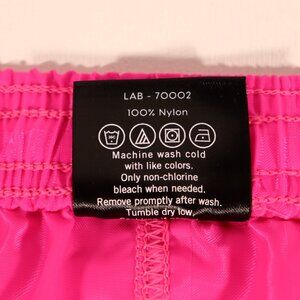 LAB - 70002
100% Nylon
Machine wash cold
with like colors.
Only non-chlorine
bleach when needed.
Remove promptly after wash.
Tumble dry low,